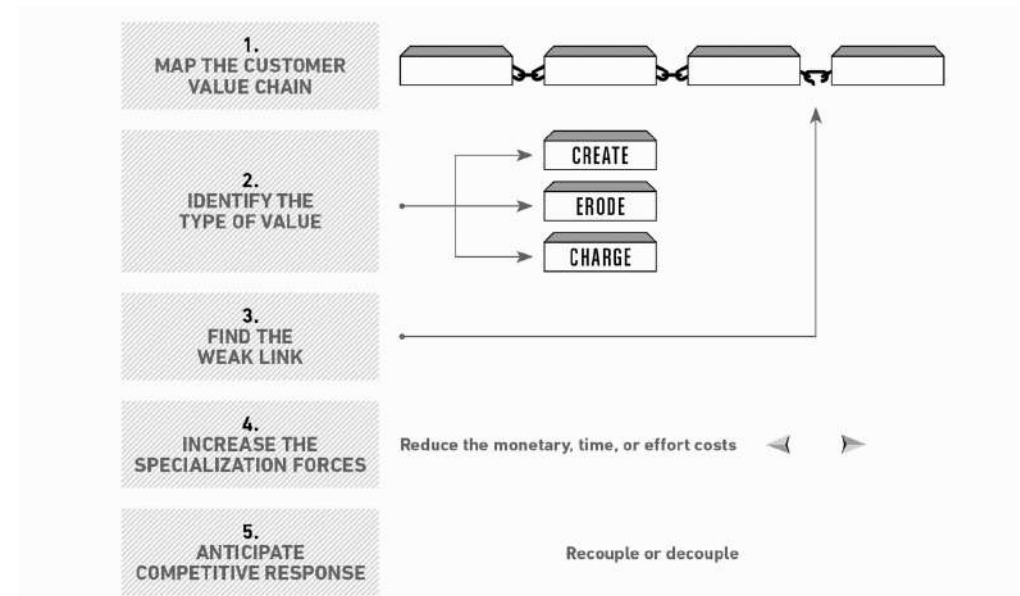 1.
MAP THE CUSTOMER
VALUE CHAIN
2.
IDENTIFY THE
TYPE OF VALUE
CREATE
ERODE
CHARGE
3.
FIND THE
WEAK LINK
4.
INCREASE THE
SPECIALIZATION FORCES
Reduce the monetary, time, or effort costs
5.
ANTICIPATE
COMPETITIVE RESPONSE
Recouple or decouple